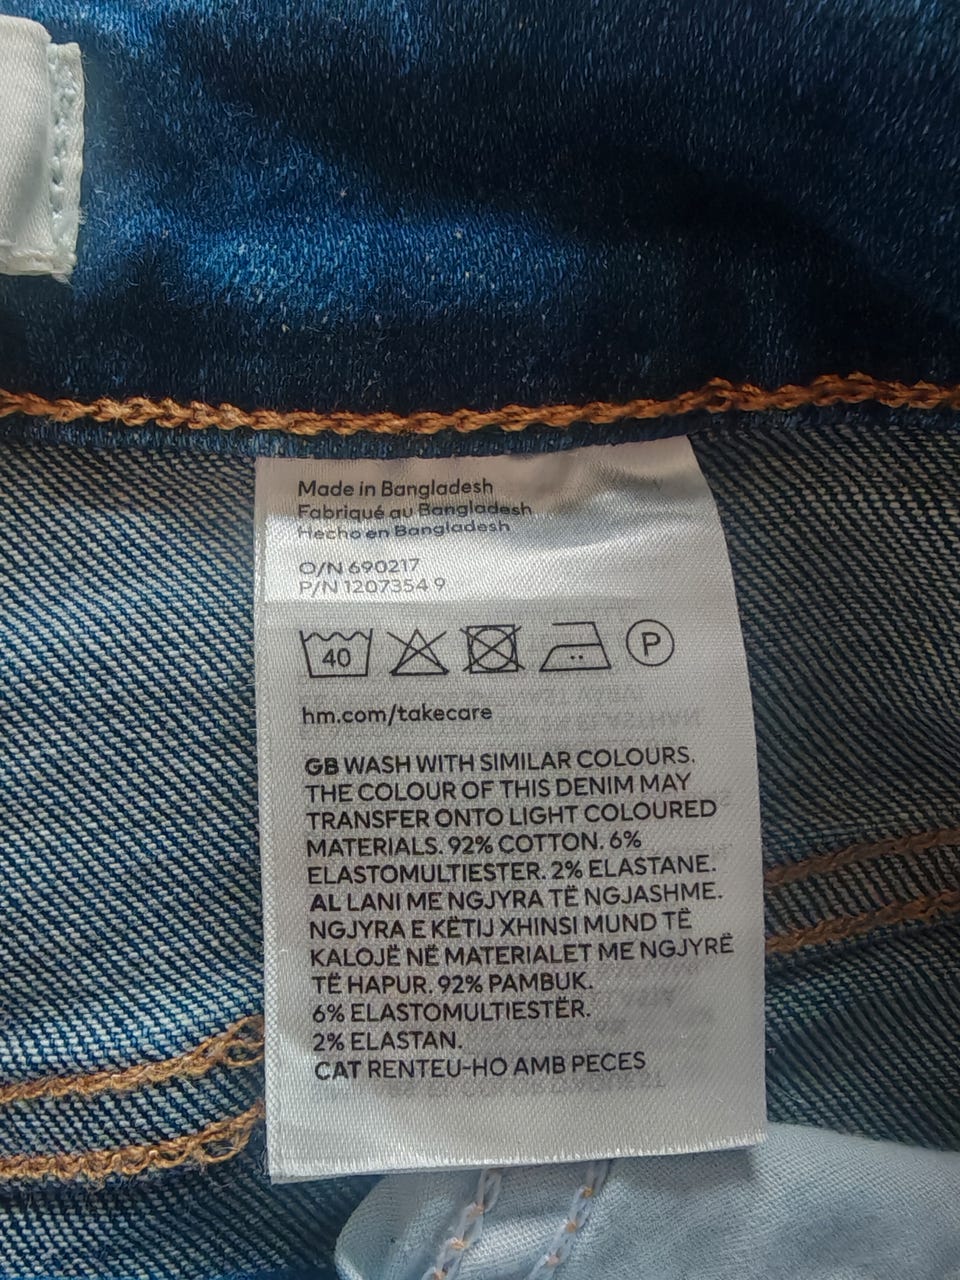 Made in Bangladesh
Fabriqué au Bangladesh
Hecho en Bangladesh
O/N 690217
P/N 1207354 9
40
P
hm.com/takecare
GB WASH WITH SIMILAR COLOURS.
THE COLOUR OF THIS DENIM MAY
TRANSFER ONTO LIGHT COLOURED
MATERIALS. 92% COTTON. 6%
ELASTOMULTIESTER. 2% ELASTANE.
AL LANI ME NGJYRA TË NGJASHME.
NGJYRA E KËTIJ XHINSI MUND TË
KALOJË NË MATERIALET ME NGJYRË
TË HAPUR. 92% PAMBUK.
6% ELASTOMULTIESTËR.
2% ELASTAN.
CAT RENTEU-HO AMB PECES